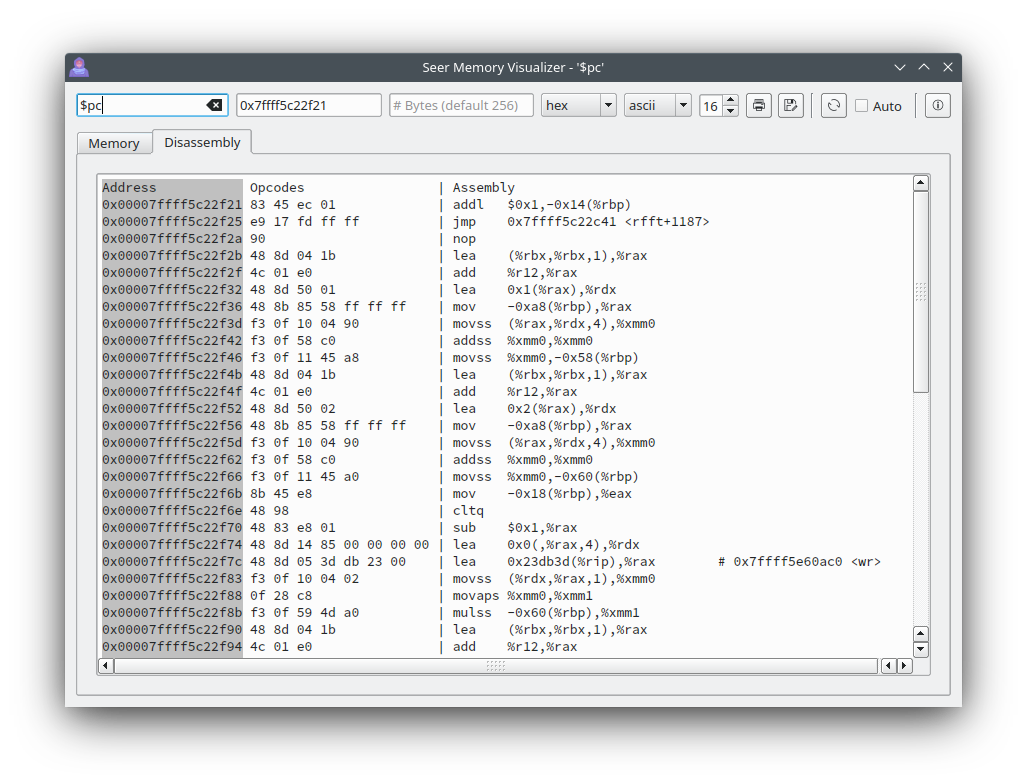 Seer Memory Visualizer - '$pc'
$pc 0x7ffff5c22f21 # Bytes (default 256) hex ascii 16 Auto
Memory Disassembly
Address Opcodes | Assembly
0x00007ffff5c22f21 83 45 ec 01 | addl $0x1,-0x14(%rbp)
0x00007ffff5c22f25 e9 17 fd ff ff | jmp 0x7ffff5c22c41 <rfft+1187>
0x00007ffff5c22f2a 90 | nop
0x00007ffff5c22f2b 48 8d 04 1b | lea (%rbx,%rbx,1),%rax
0x00007ffff5c22f2f 4c 01 e0 | add %r12,%rax
0x00007ffff5c22f32 48 8d 50 01 | lea 0x1(%rax),%rdx
0x00007ffff5c22f36 48 8b 85 58 ff ff ff | mov -0xa8(%rbp),%rax
0x00007ffff5c22f3d f3 0f 10 04 90 | movss (%rax,%rdx,4),%xmm0
0x00007ffff5c22f42 f3 0f 58 c0 | addss %xmm0,%xmm0
0x00007ffff5c22f46 f3 0f 11 45 a8 | movss %xmm0,-0x58(%rbp)
0x00007ffff5c22f4b 48 8d 04 1b | lea (%rbx,%rbx,1),%rax
0x00007ffff5c22f4f 4c 01 e0 | add %r12,%rax
0x00007ffff5c22f52 48 8d 50 02 | lea 0x2(%rax),%rdx
0x00007ffff5c22f56 48 8b 85 58 ff ff ff | mov -0xa8(%rbp),%rax
0x00007ffff5c22f5d f3 0f 10 04 90 | movss (%rax,%rdx,4),%xmm0
0x00007ffff5c22f62 f3 0f 58 c0 | addss %xmm0,%xmm0
0x00007ffff5c22f66 f3 0f 11 45 a0 | movss %xmm0,-0x60(%rbp)
0x00007ffff5c22f6b 8b 45 e8 | mov -0x18(%rbp),%eax
0x00007ffff5c22f6e 48 98 | cltq
0x00007ffff5c22f70 48 83 e8 01 | sub $0x1,%rax
0x00007ffff5c22f74 48 8d 14 85 00 00 00 00 | lea 0x0(,%rax,4),%rdx
0x00007ffff5c22f7c 48 8d 05 3d db 23 00 | lea 0x23db3d(%rip),%rax # 0x7ffff5e60ac0 <wr>
0x00007ffff5c22f83 f3 0f 10 04 02 | movss (%rdx,%rax,1),%xmm0
0x00007ffff5c22f88 0f 28 c8 | movaps %xmm0,%xmm1
0x00007ffff5c22f8b f3 0f 59 4d a0 | mulss -0x60(%rbp),%xmm1
0x00007ffff5c22f90 48 8d 04 1b | lea (%rbx,%rbx,1),%rax
0x00007ffff5c22f94 4c 01 e0 | add %r12,%rax